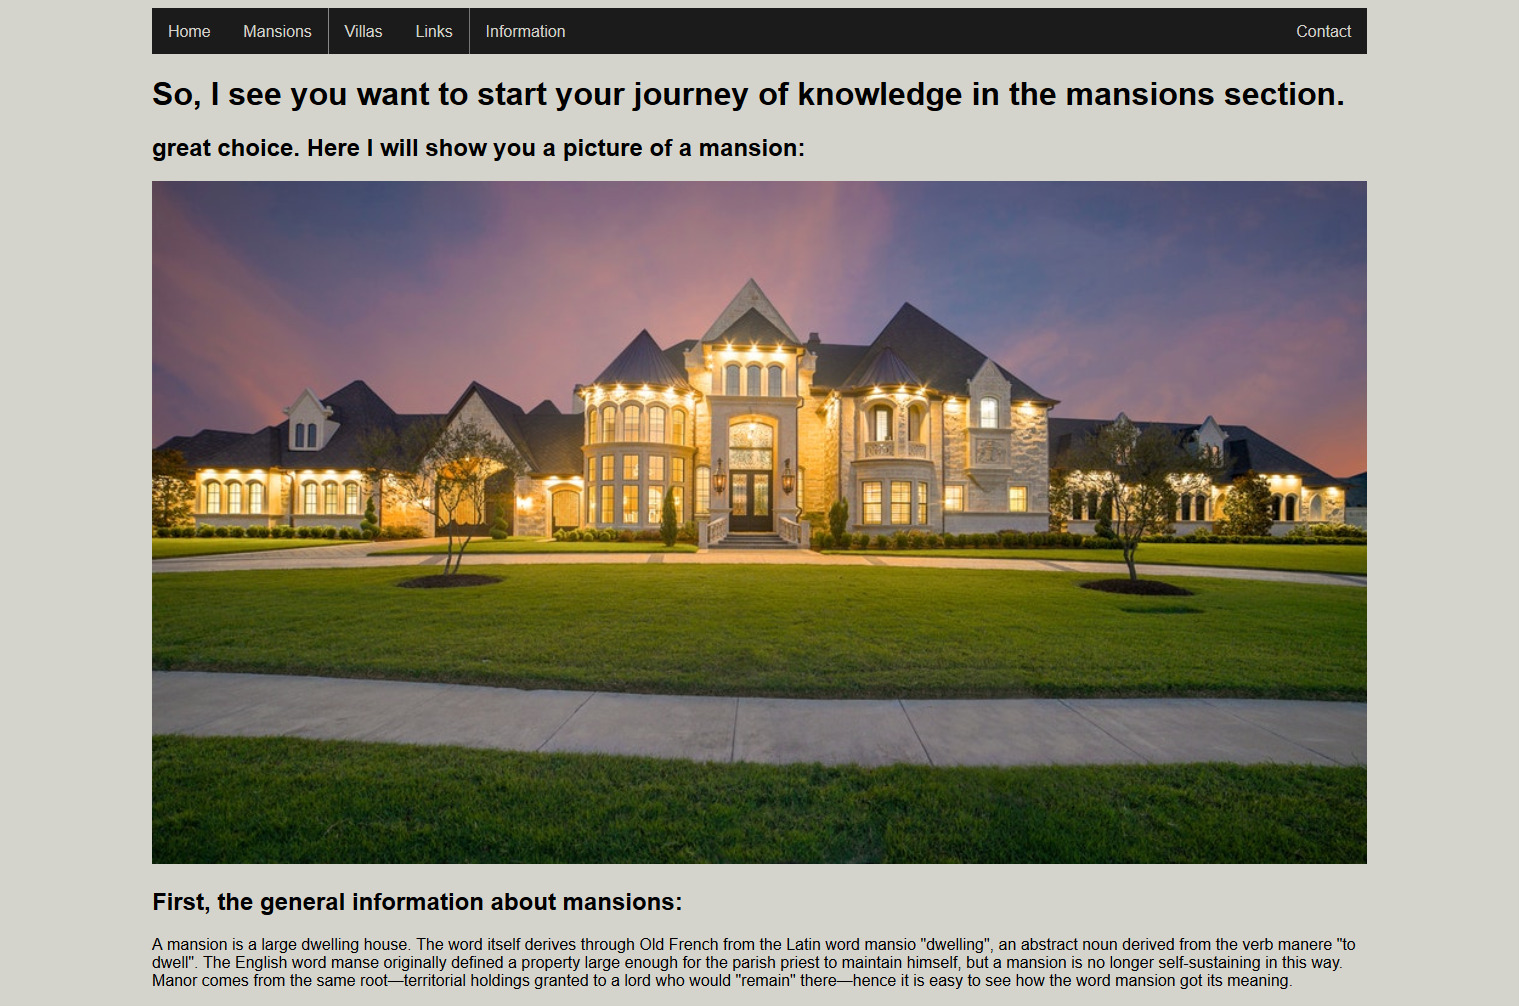 Home Mansions Villas Links Information Contact
So, I see you want to start your journey of knowledge in the mansions section.
great choice. Here I will show you a picture of a mansion:
First, the general information about mansions:
A mansion is a large dwelling house. The word itself derives through Old French from the Latin word mansio "dwelling", an abstract noun derived from the verb manere "to
dwell". The English word manse originally defined a property large enough for the parish priest to maintain himself, but a mansion is no longer self-sustaining in this way.
Manor comes from the same root—territorial holdings granted to a lord who would "remain" there—hence it is easy to see how the word mansion got its meaning.